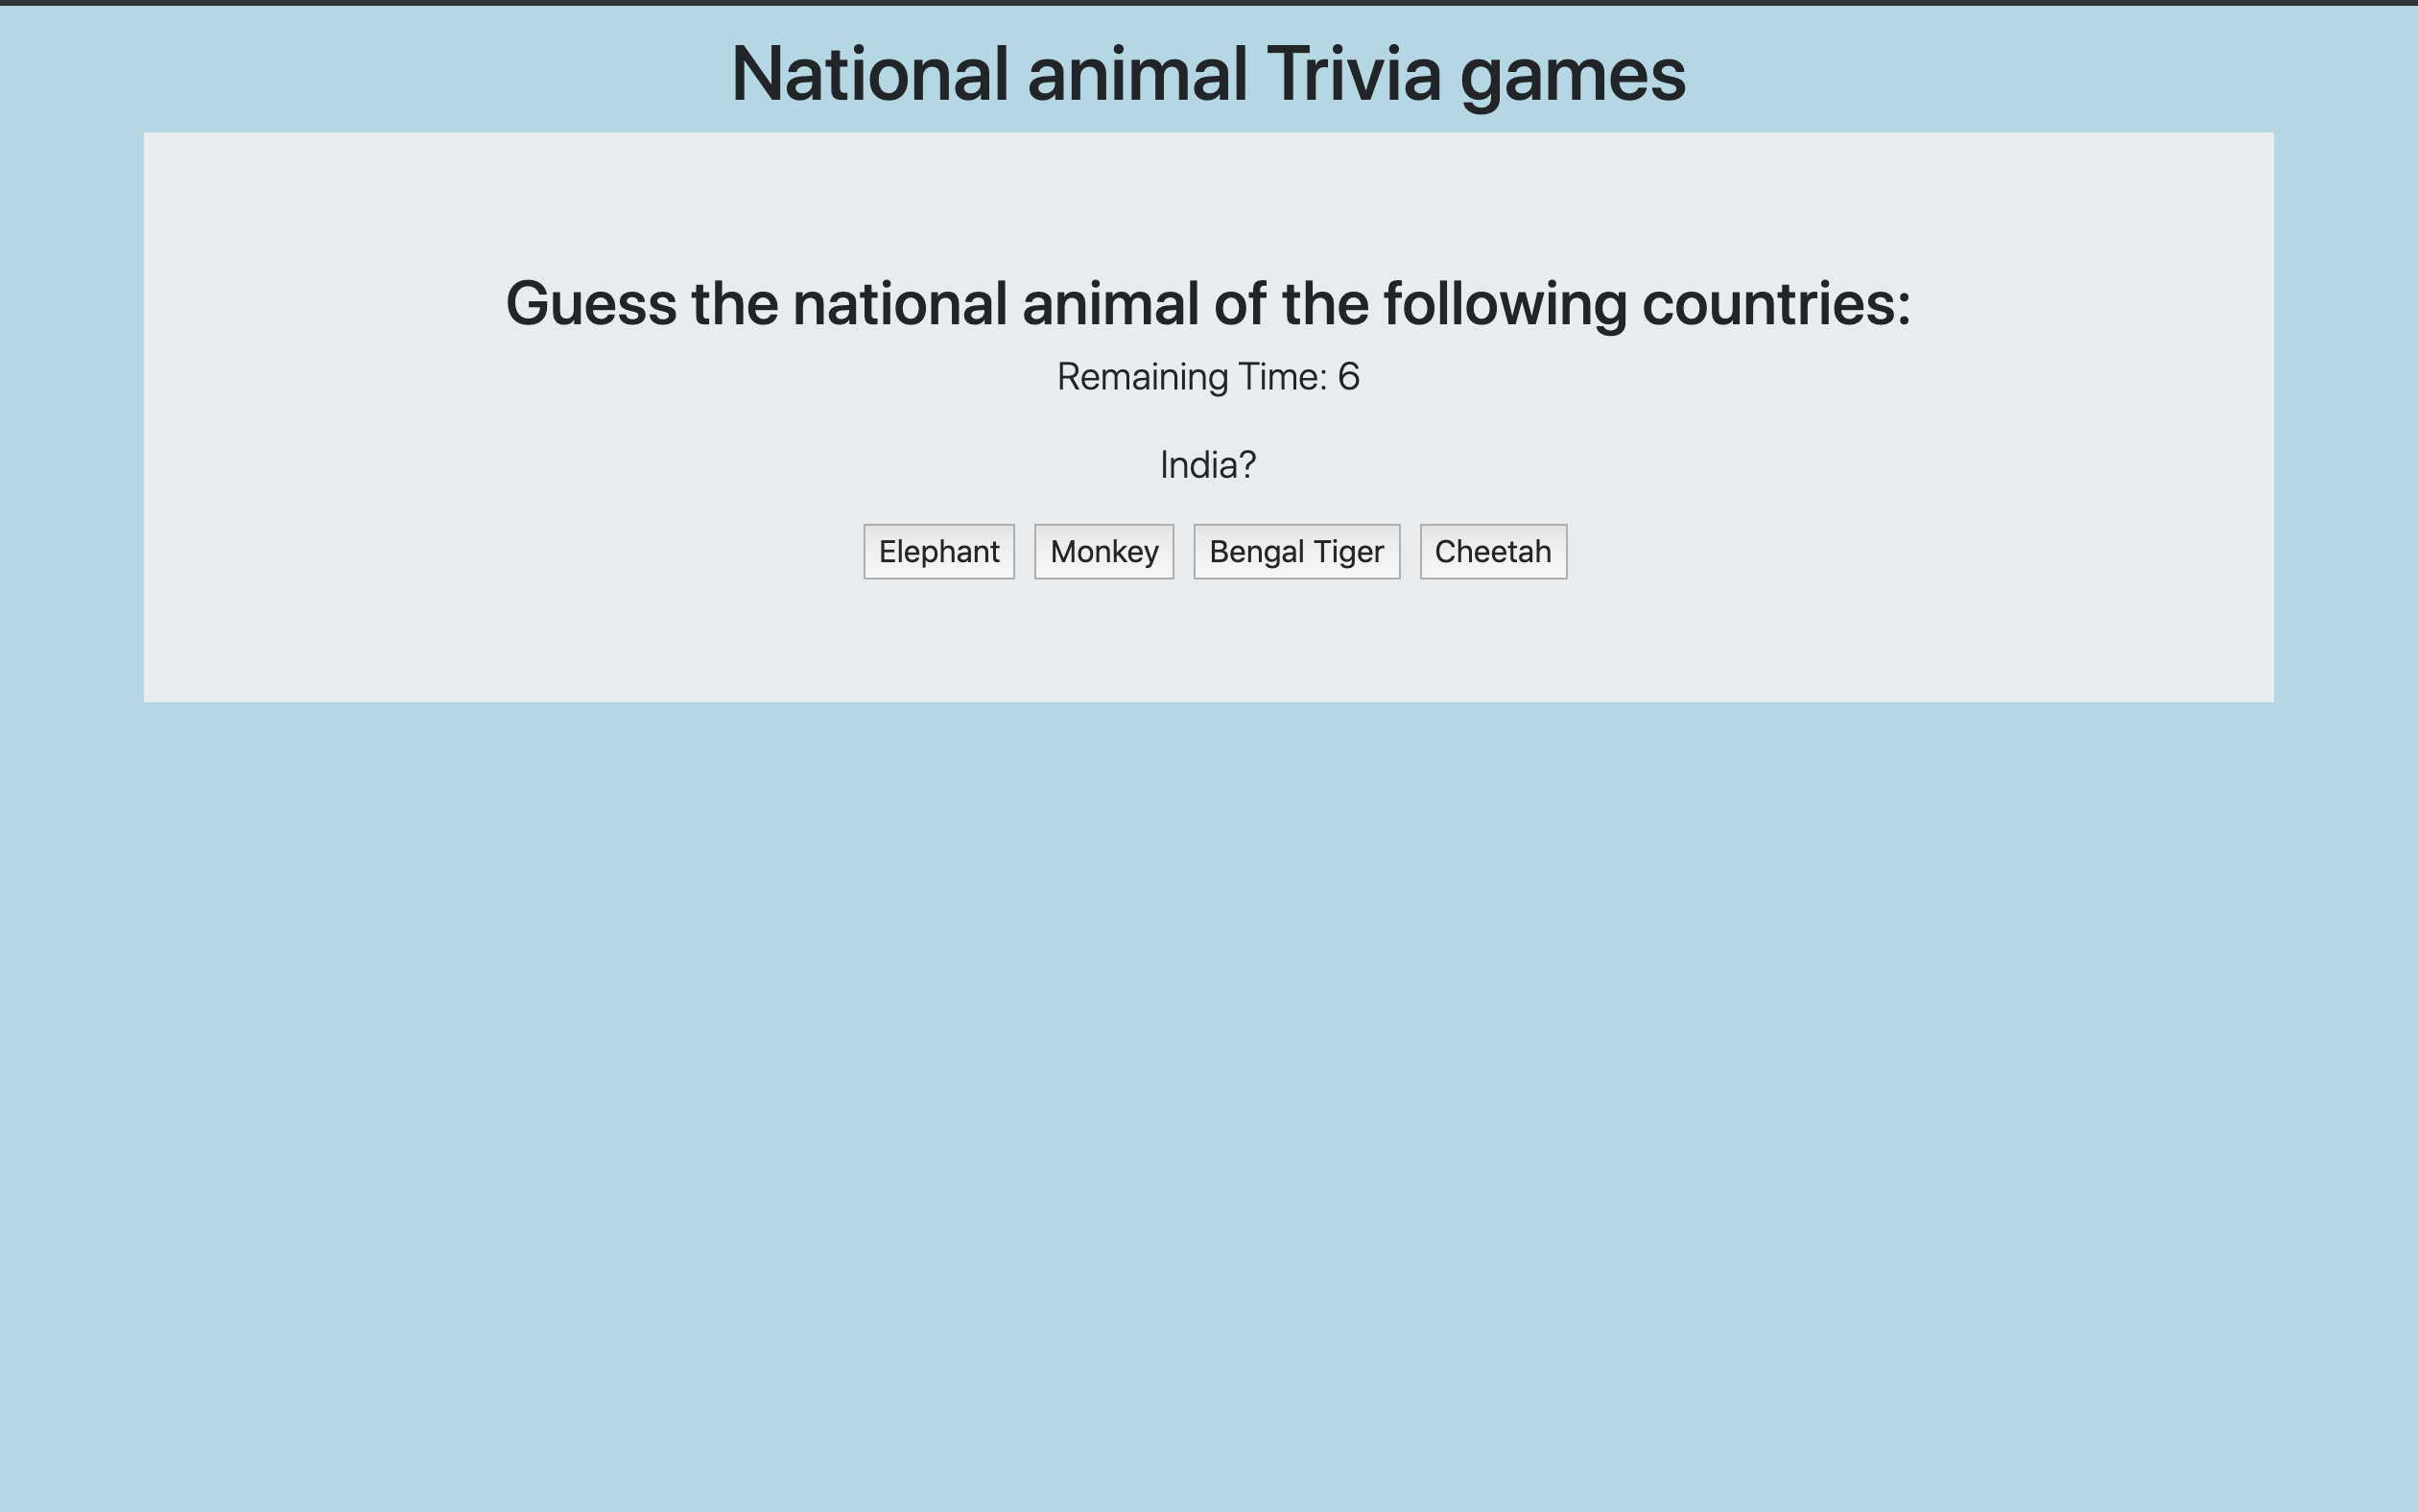 National animal Trivia games
Guess the national animal of the following countries:
Remaining Time: 6
India?
Elephant Monkey Bengal Tiger Cheetah